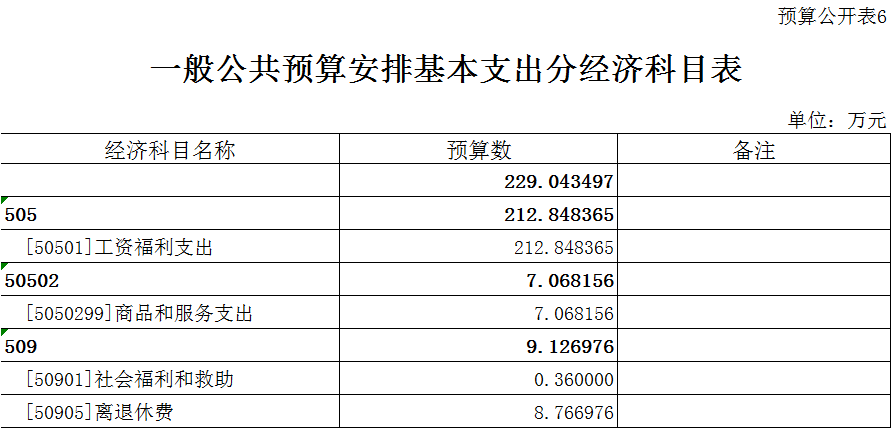 预算公开表6
一般公共预算安排基本支出分经济科目表
单位：万元
经济科目名称 预算数 备注
229.043497
505 212.848365
[50501]工资福利支出 212.848365
50502 7.068156
[5050299]商品和服务支出 7.068156
509 9.126976
[50901]社会福利和救助 0.360000
[50905]离退休费 8.766976